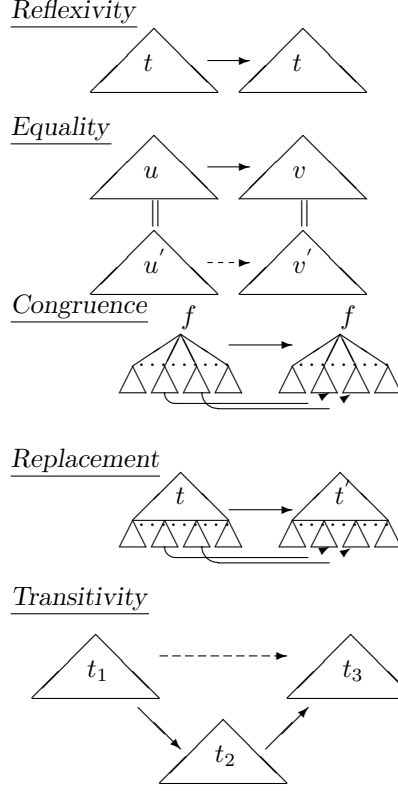 Reflexivity
t t
Equality
u v
u′ v′
Congruence
f f
Replacement
t t′
Transitivity
t₁ t₃
t₂